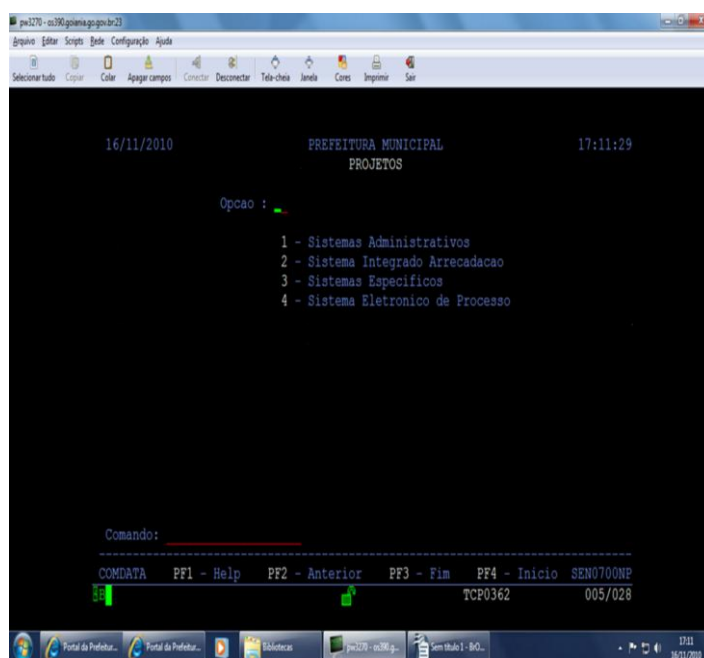 pw3270 - os390.goiania.go.gov.br:23
Arquivo Editar Scripts Rede Configuração Ajuda
Selecionar tudo Copiar Colar Apagar campos Conectar Desconectar Tela-cheia Janela Cores Imprimir Sair
16/11/2010 PREFEITURA MUNICIPAL 17:11:29
PROJETOS
Opcao :
1 - Sistemas Administrativos
2 - Sistema Integrado Arrecadacao
3 - Sistemas Especificos
4 - Sistema Eletronico de Processo
Comando:
COMDATA PF1 - Help PF2 - Anterior PF3 - Fim PF4 - Inicio SEN0700NP
TCP0362 005/028
Portal da Prefeitur... Portal da Prefeitur... Bibliotecas pw3270 - os390.g... Sem título 1 - BrO... 17:11
16/11/2010